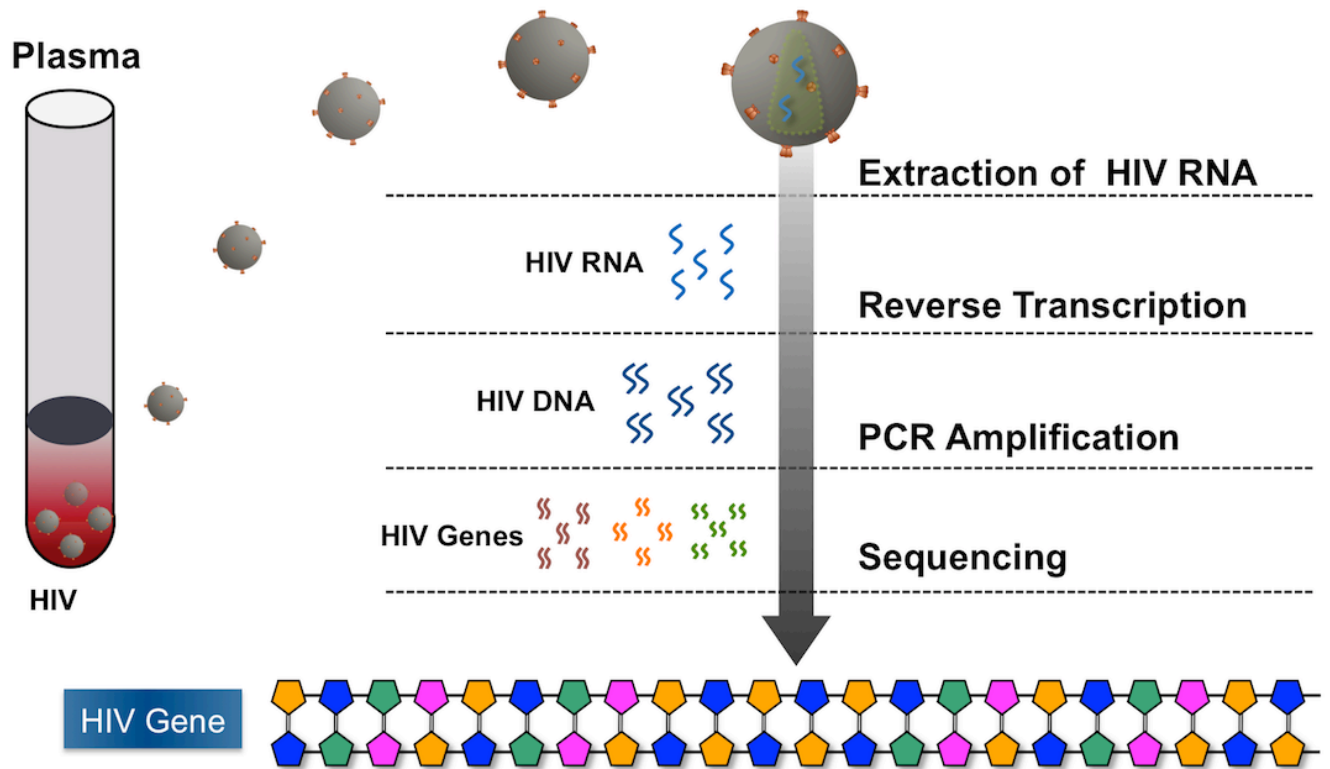 Plasma
HIV
Extraction of HIV RNA
HIV RNA
Reverse Transcription
HIV DNA
PCR Amplification
HIV Genes
Sequencing
HIV Gene